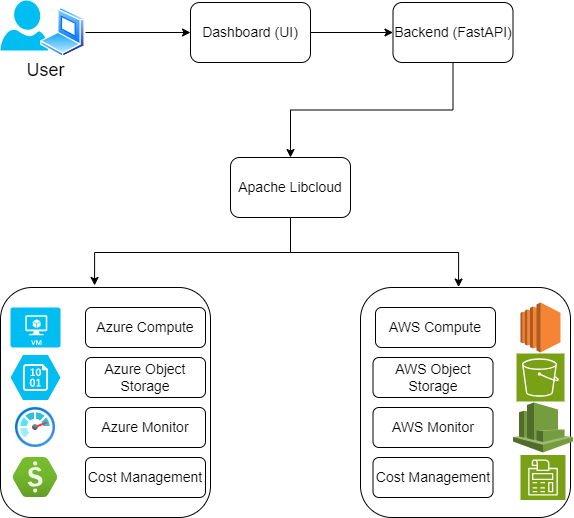 User
Dashboard (UI)
Backend (FastAPI)
Apache Libcloud
VM
Azure Compute
10
01
Azure Object
Storage
Azure Monitor
$
Cost Management
AWS Compute
AWS Object
Storage
AWS Monitor
Cost Management